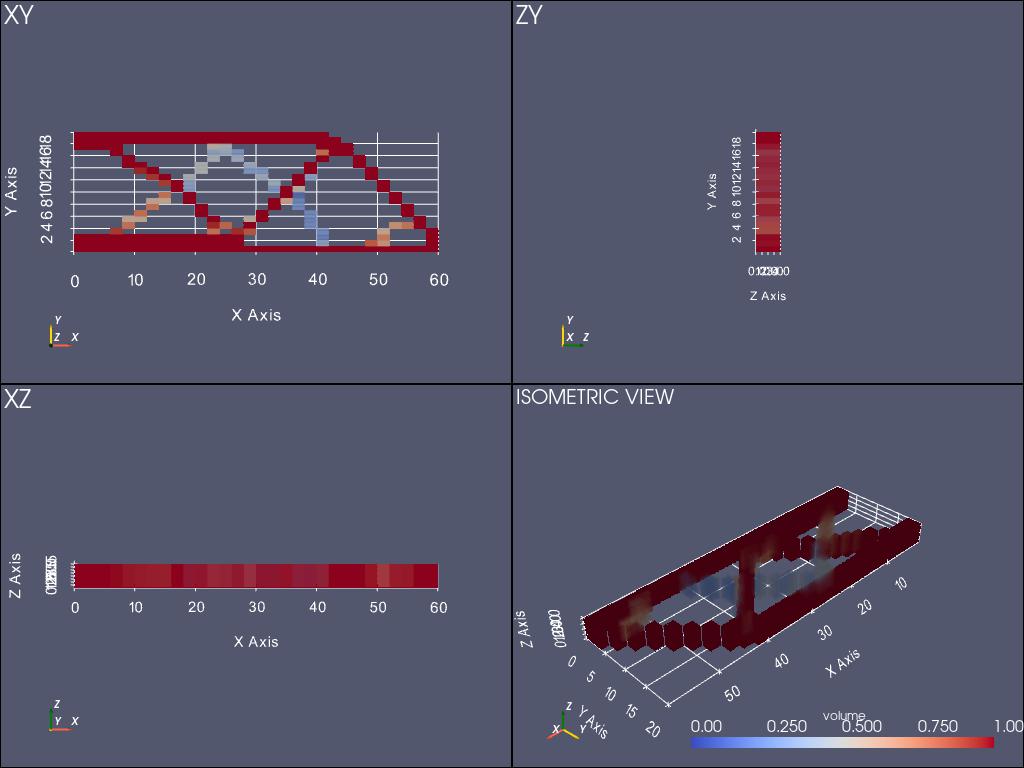 XY
Y Axis
2 4 6 8 10 12 14 16 18
0 10 20 30 40 50 60
X Axis
Y
Z X
ZY
Y Axis
2 4 6 8 10 12 14 16 18
Z Axis
Y
X Z
XZ
Z Axis
0 10 20 30 40 50 60
X Axis
Z
Y X
ISOMETRIC VIEW
Z Axis
0 5 10 15 20
Y Axis
10 20 30 40 50
X Axis
Z
X Y
volume
0.00 0.250 0.500 0.750 1.00